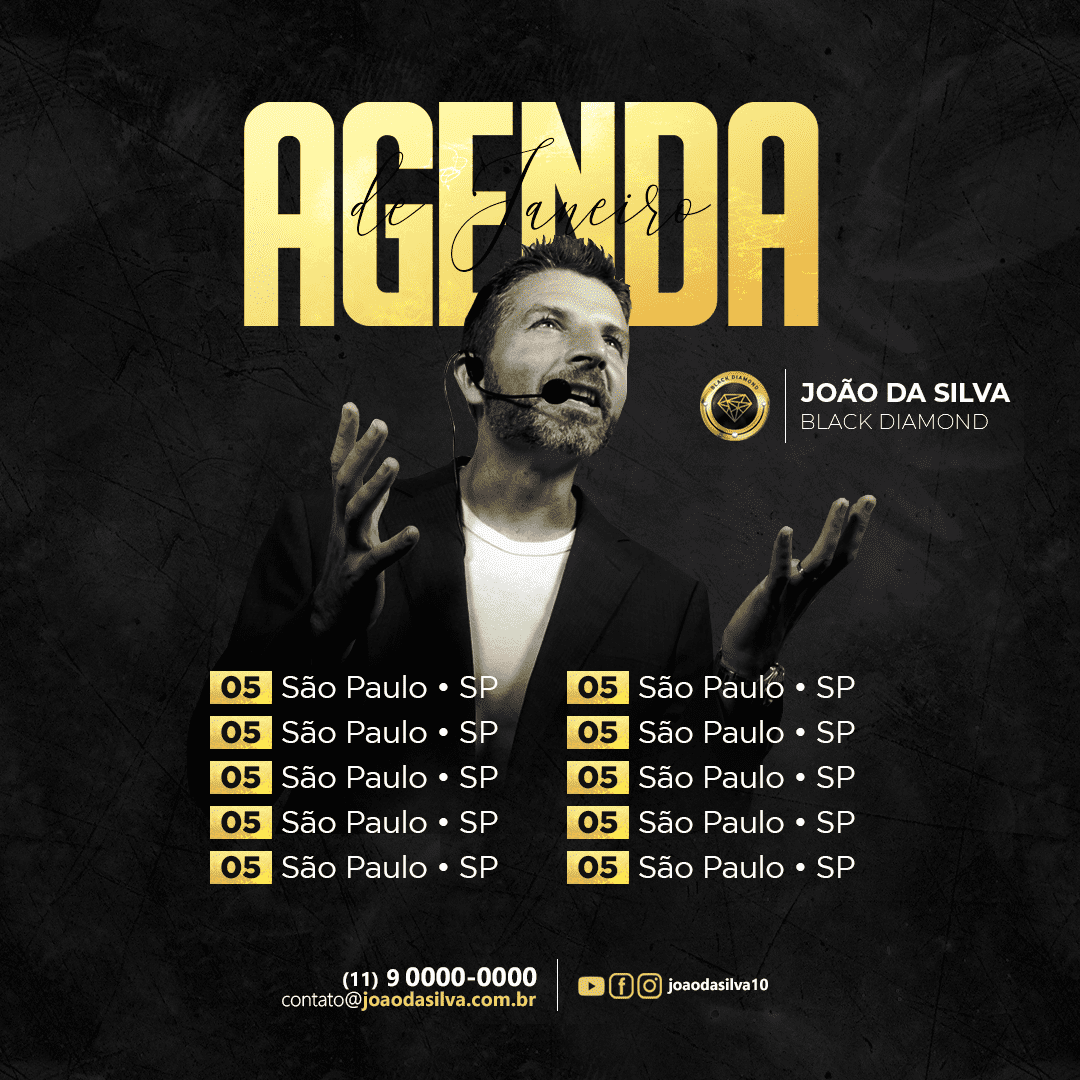 AGENDA
de Janeiro
BLACK DIAMOND
JOÃO DA SILVA
BLACK DIAMOND
05 São Paulo • SP
05 São Paulo • SP
05 São Paulo • SP
05 São Paulo • SP
05 São Paulo • SP
05 São Paulo • SP
05 São Paulo • SP
05 São Paulo • SP
05 São Paulo • SP
05 São Paulo • SP
(11) 9 0000-0000
contato@joaodasilva.com.br
joaodasilva10